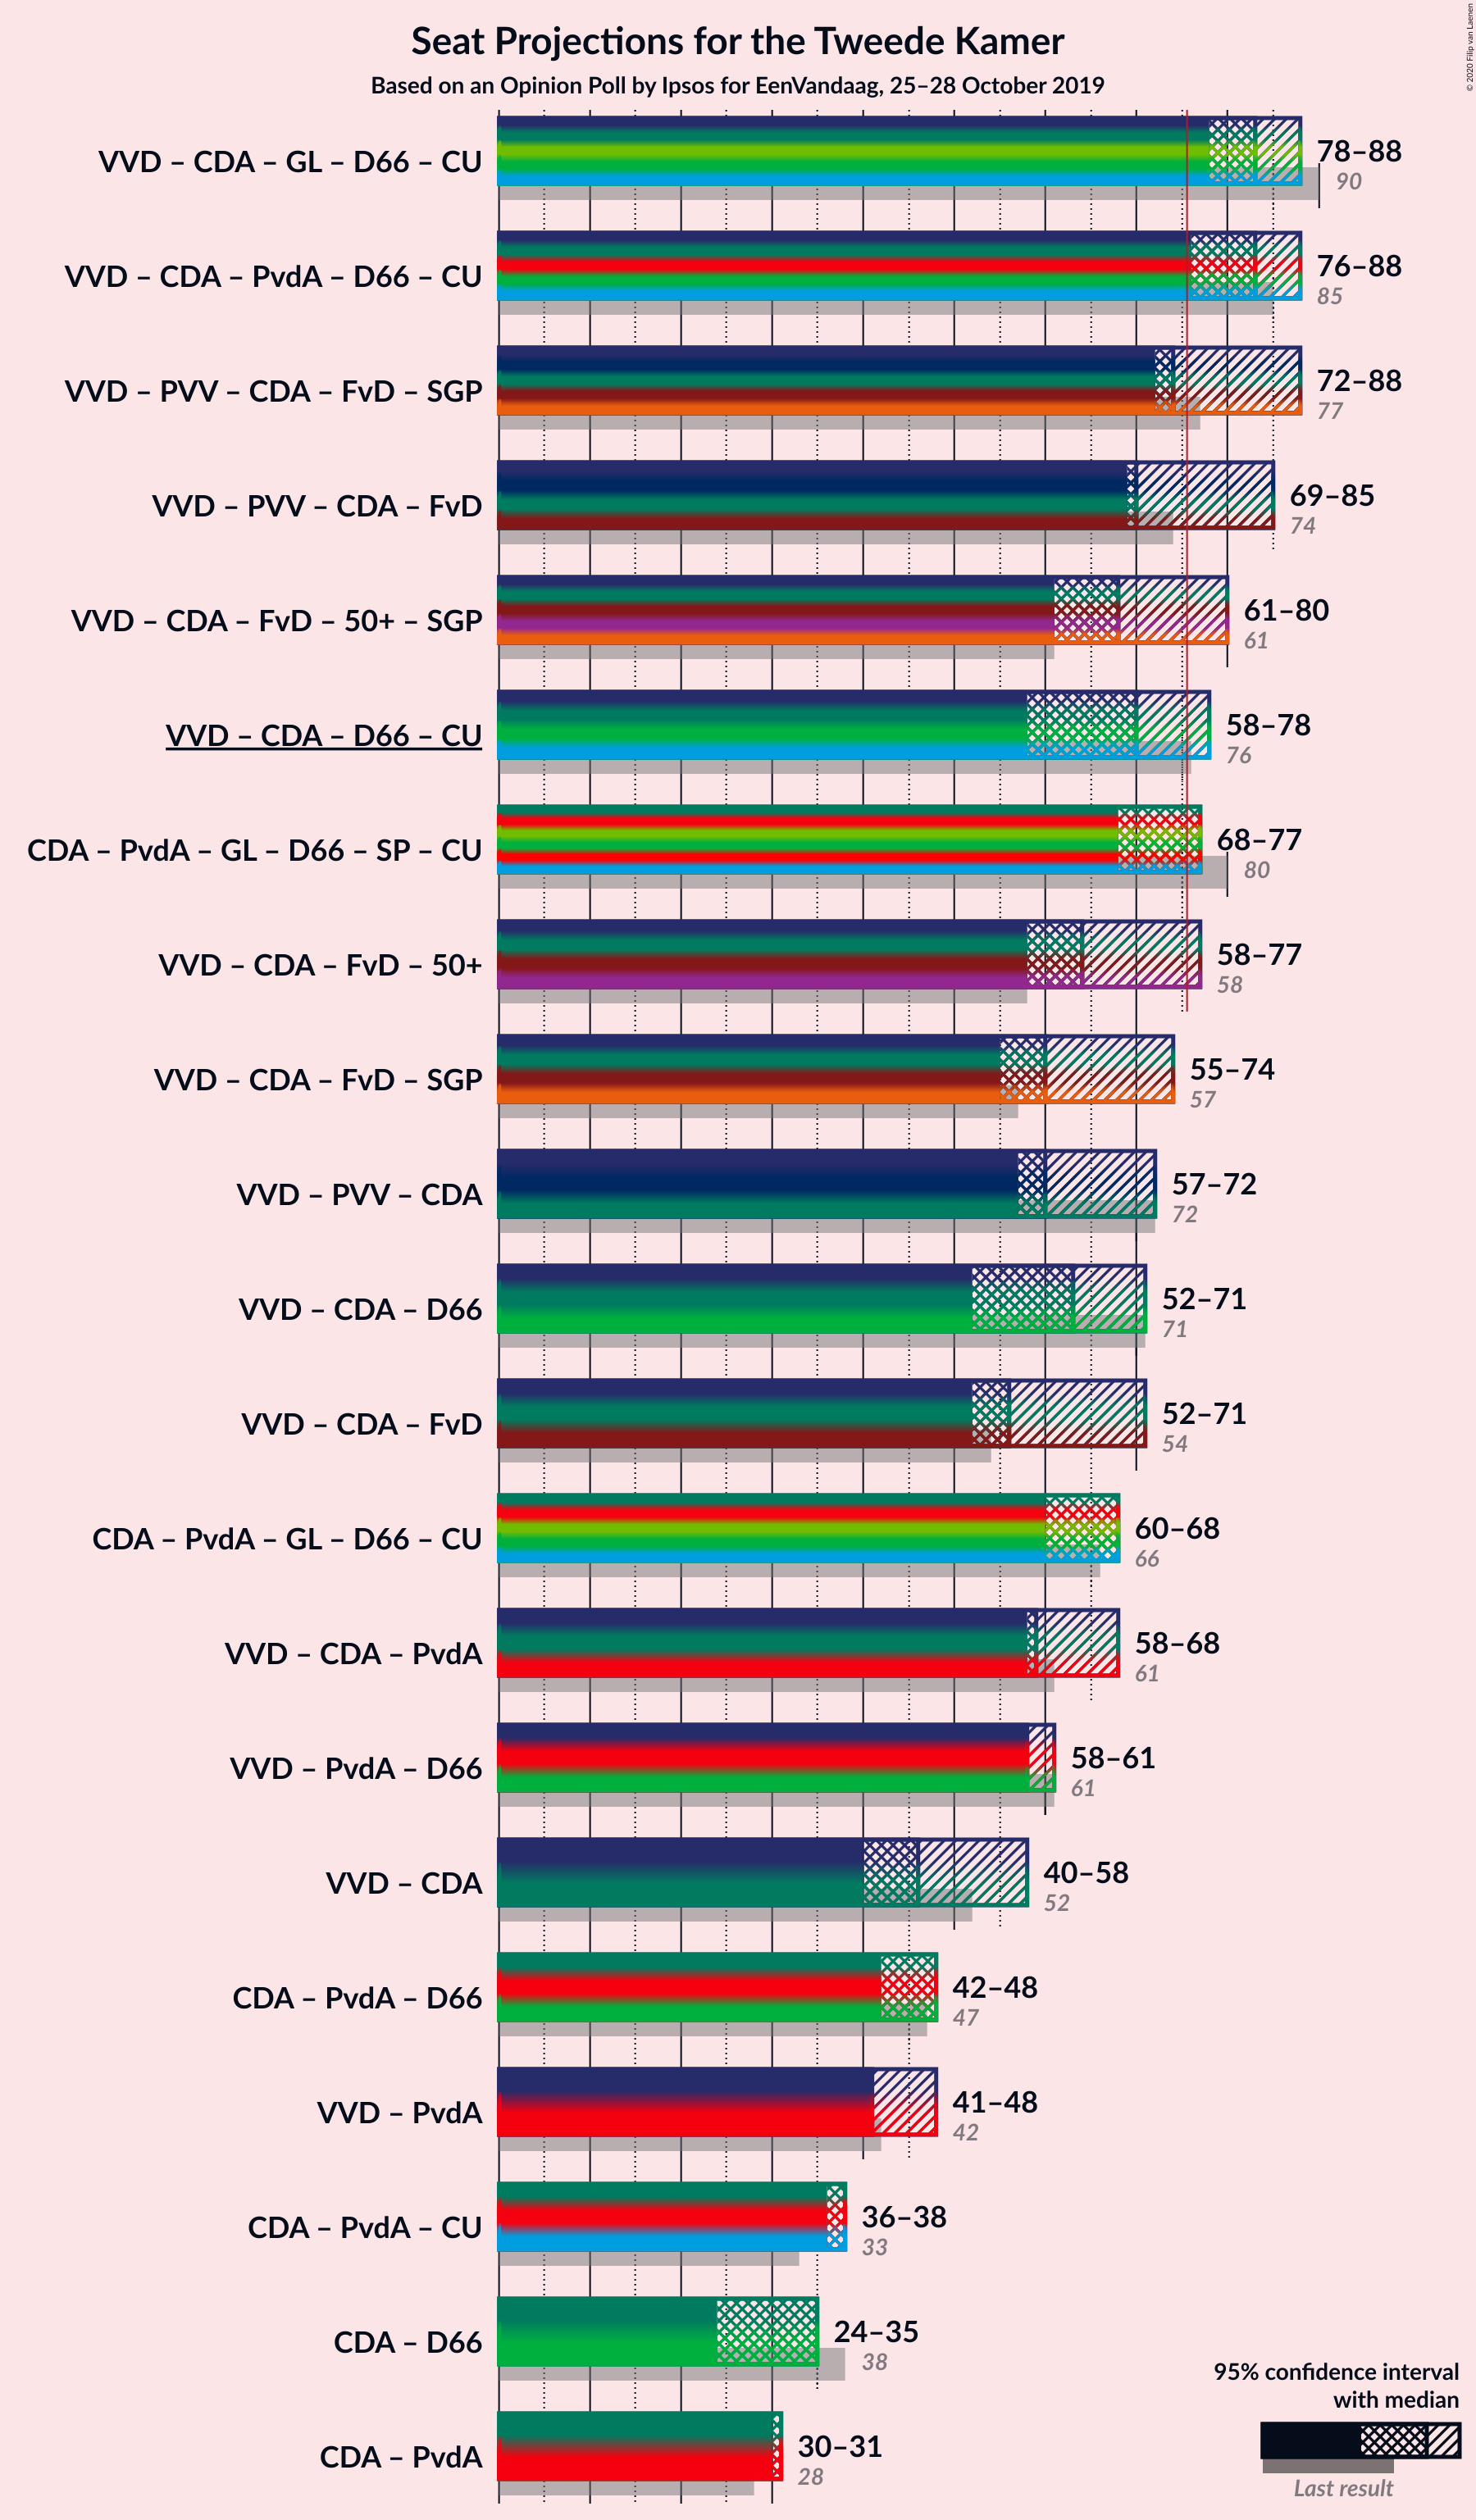 Seat Projections for the Tweede Kamer
Based on an Opinion Poll by Ipsos for EenVandaag, 25–28 October 2019
© 2020 Filip van Laenen
VVD – CDA – GL – D66 – CU
78–88
90
VVD – CDA – PvdA – D66 – CU
76–88
85
VVD – PVV – CDA – FvD – SGP
72–88
77
VVD – PVV – CDA – FvD
69–85
74
VVD – CDA – FvD – 50+ – SGP
61–80
61
VVD – CDA – D66 – CU
58–78
76
CDA – PvdA – GL – D66 – SP – CU
68–77
80
VVD – CDA – FvD – 50+
58–77
58
VVD – CDA – FvD – SGP
55–74
57
VVD – PVV – CDA
57–72
72
VVD – CDA – D66
52–71
71
VVD – CDA – FvD
52–71
54
CDA – PvdA – GL – D66 – CU
60–68
66
VVD – CDA – PvdA
58–68
61
VVD – PvdA – D66
58–61
61
VVD – CDA
40–58
52
CDA – PvdA – D66
42–48
47
VVD – PvdA
41–48
42
CDA – PvdA – CU
36–38
33
CDA – D66
24–35
38
CDA – PvdA
30–31
28
95% confidence interval
with median
Last result